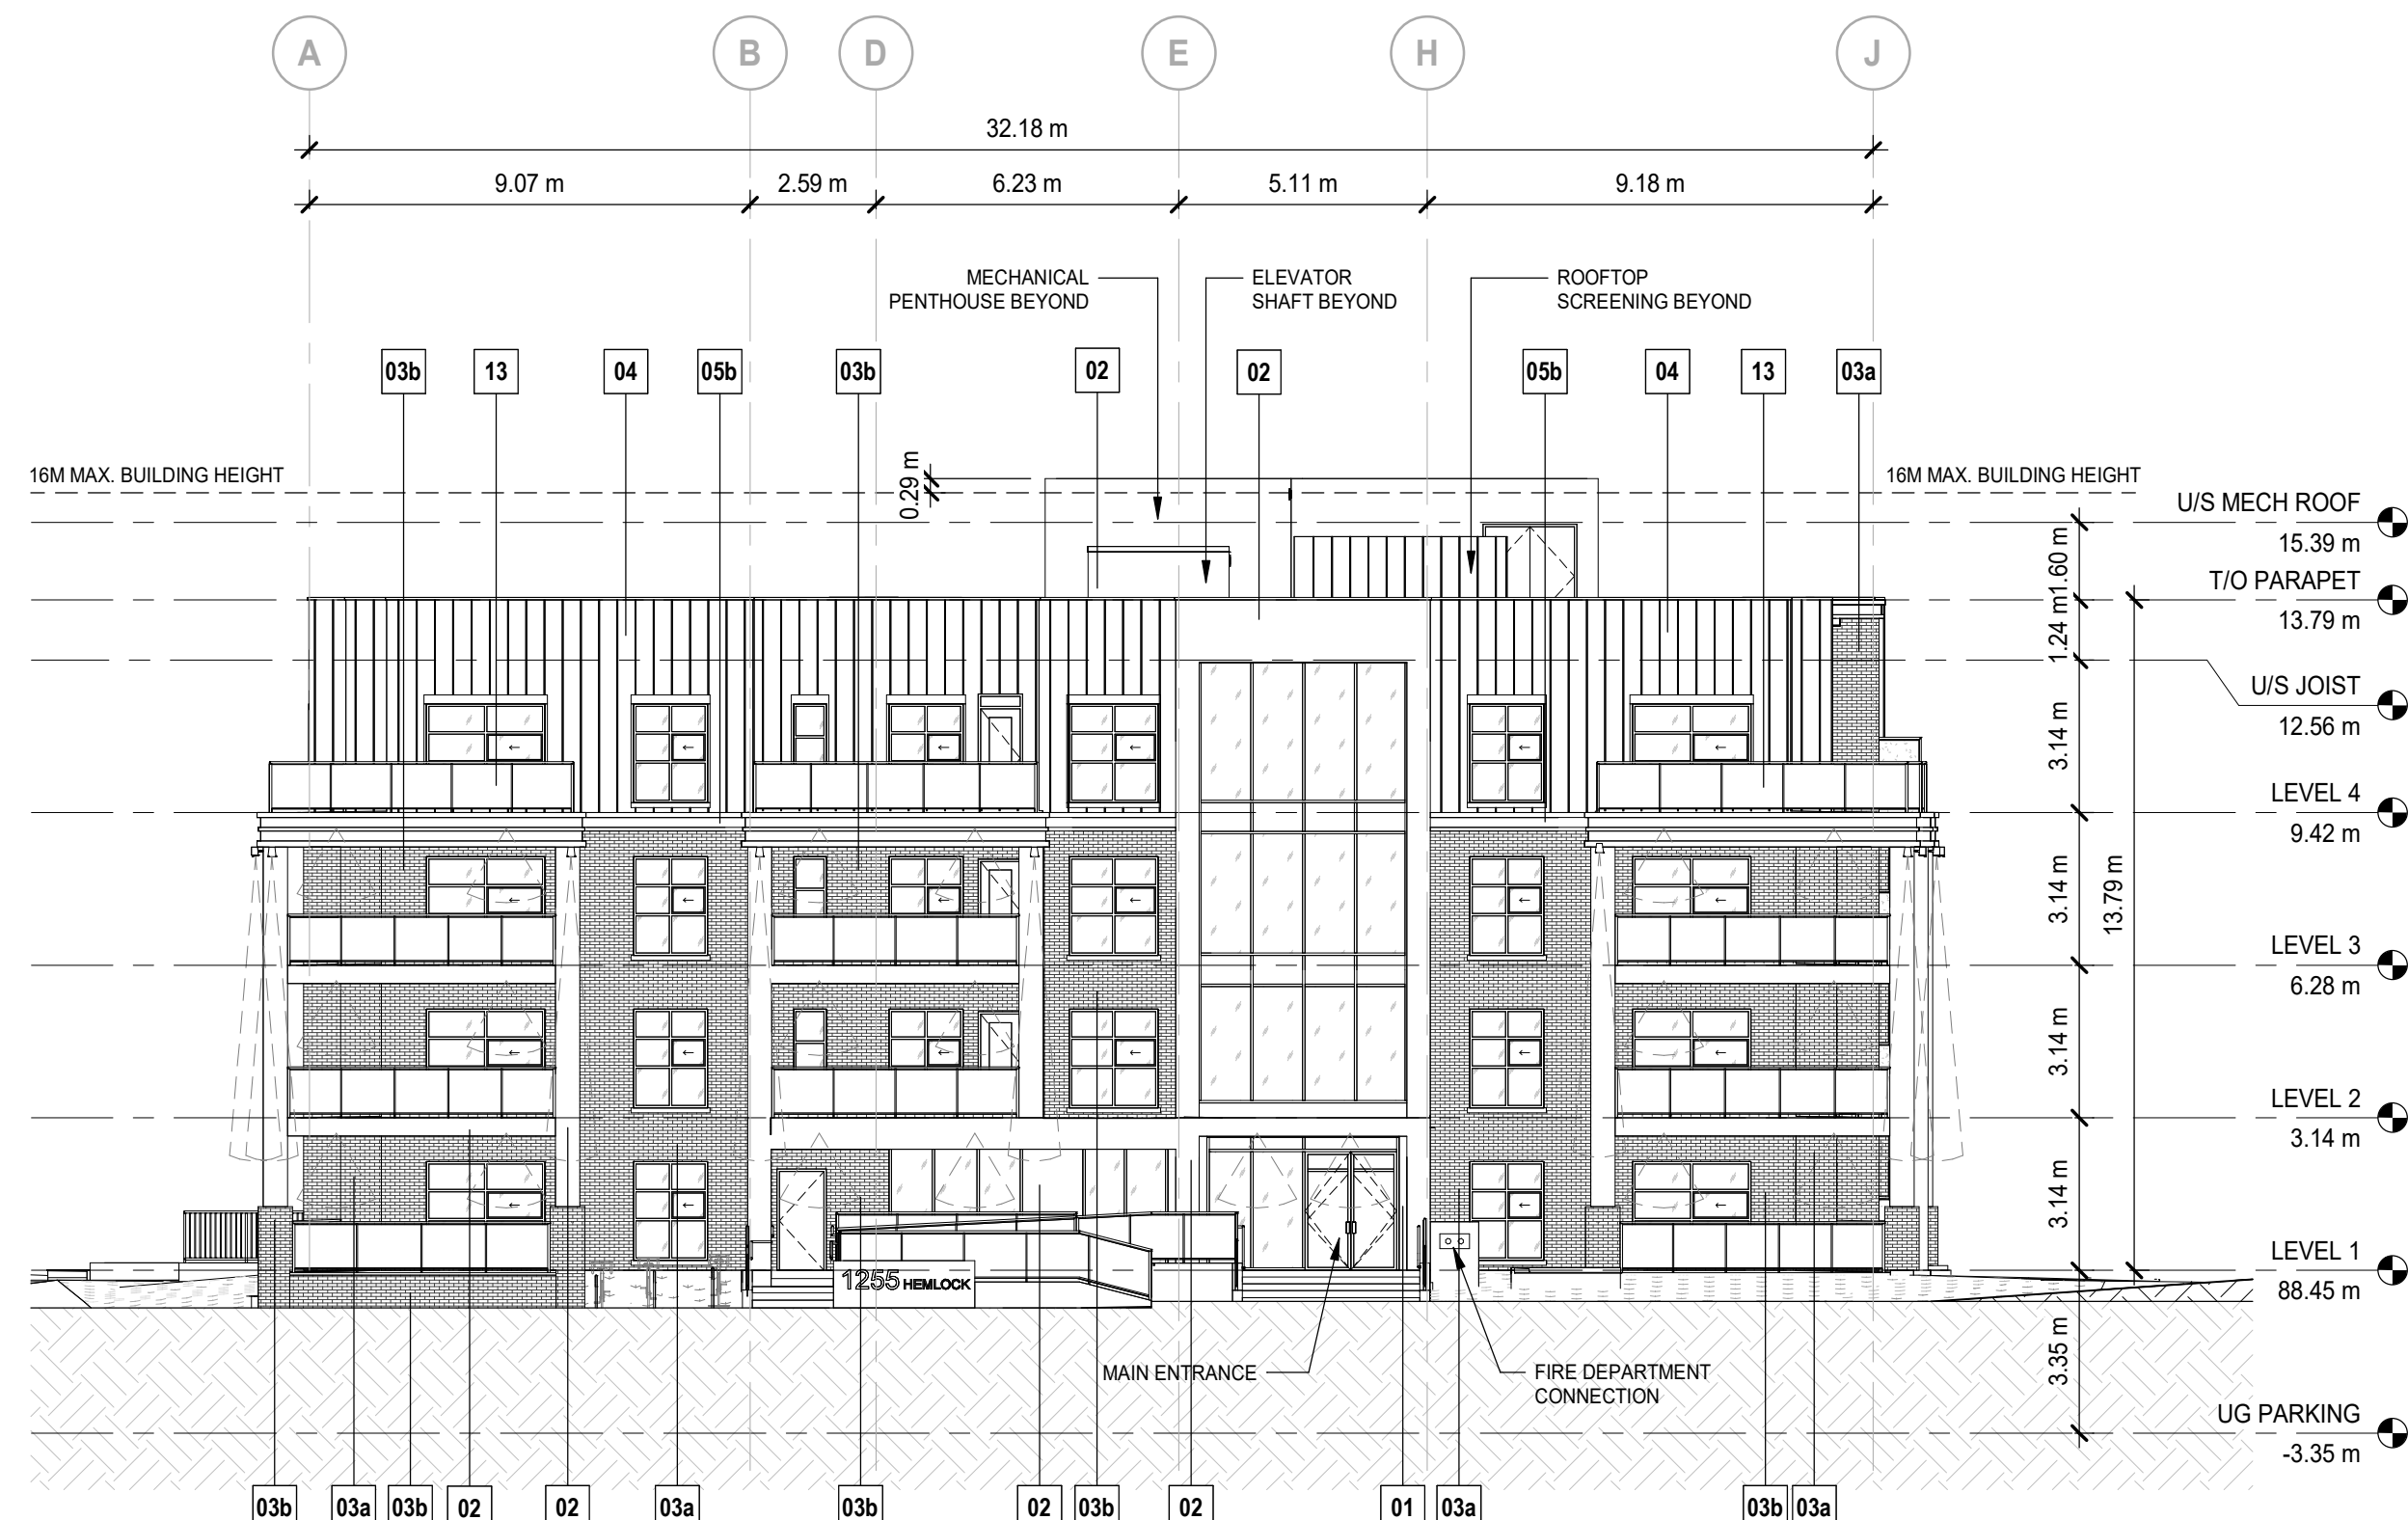 A B D E H J
32.18 m
9.07 m 2.59 m 6.23 m 5.11 m 9.18 m
MECHANICAL
PENTHOUSE BEYOND
ELEVATOR
SHAFT BEYOND
ROOFTOP
SCREENING BEYOND
03b 13 04 05b 03b 02 02 05b 04 13 03a
16M MAX. BUILDING HEIGHT
0.29 m
16M MAX. BUILDING HEIGHT
U/S MECH ROOF
15.39 m
1.60 m
T/O PARAPET
13.79 m
1.24 m
U/S JOIST
12.56 m
3.14 m
LEVEL 4
9.42 m
3.14 m
13.79 m
LEVEL 3
6.28 m
3.14 m
LEVEL 2
3.14 m
3.14 m
LEVEL 1
88.45 m
1255 HEMLOCK
3.35 m
MAIN ENTRANCE
FIRE DEPARTMENT
CONNECTION
UG PARKING
-3.35 m
03b 03a 03b 02 02 03a 03b 02 03b 02 01 03a 03b 03a